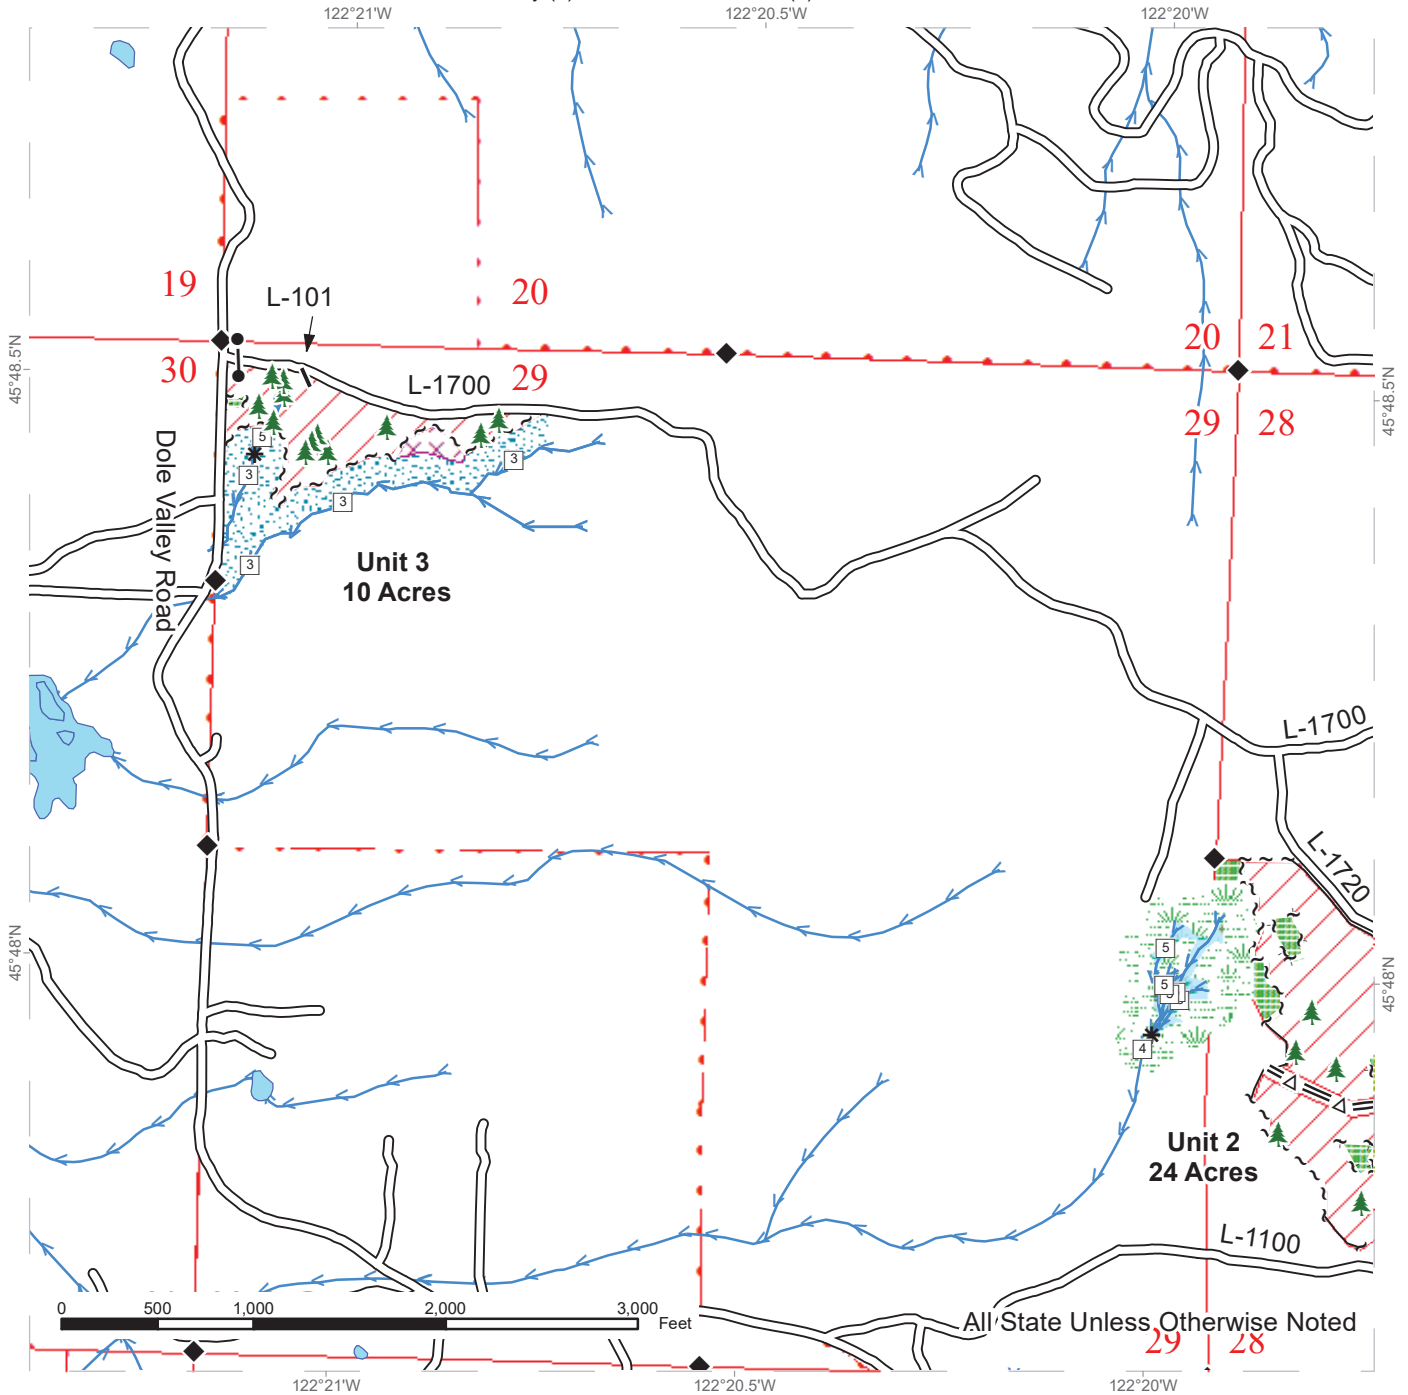 122°21'W
122°20.5'W
122°20'W
19
L-101
20
20
21
45°48.5'N
30
L-1700
29
45°48.5'N
29
28
Dole Valley Road
5
3
3
3
3
Unit 3
10 Acres
L-1700
L-1720
45°48'N
5
5
4
45°48'N
Unit 2
24 Acres
L-1100
0
500
1,000
2,000
3,000
Feet
All State Unless Otherwise Noted
29
28
122°21'W
122°20.5'W
122°20'W